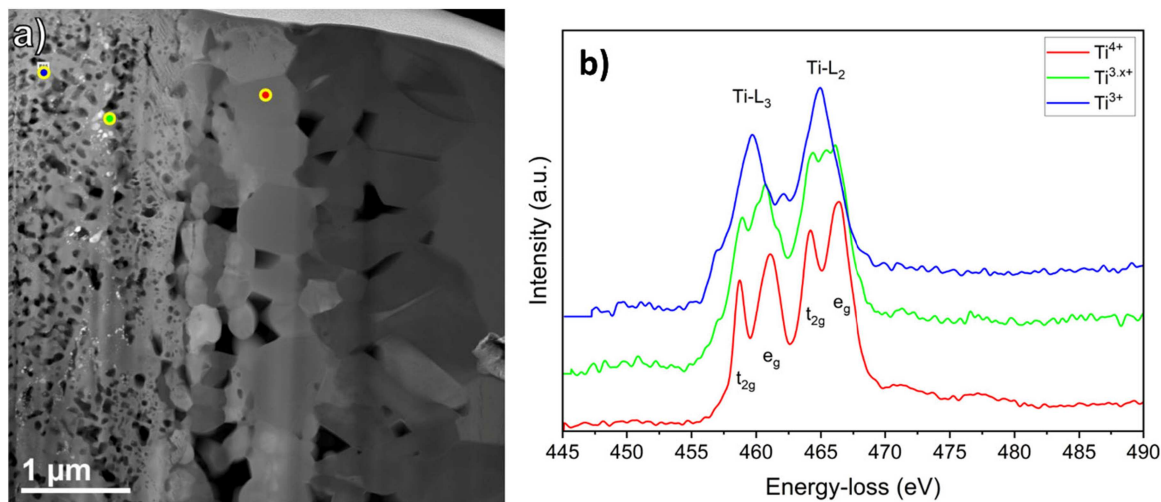 a)
1 µm
b)
Ti-L3
Ti-L2
Ti4+
Ti3.x+
Ti3+
t2g
eg
t2g
eg
Intensity (a.u.)
445 450 455 460 465 470 475 480 485 490
Energy-loss (eV)